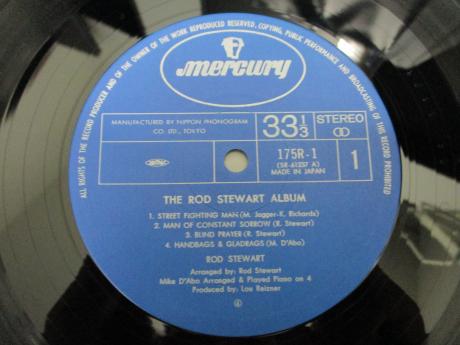 ALL RIGHTS OF THE RECORD PRODUCER AND OF THE OWNER OF THE WORK REPRODUCED RESERVED. COPYING, PUBLIC PERFORMANCE AND BROADCASTING OF THIS RECORD PROHIBITED
mercury
MANUFACTURED BY NIPPON PHONOGRAM
CO. LTD., TOKYO
33 1/3
STEREO
175R-1
(SR-61237 A)
MADE IN JAPAN
1
THE ROD STEWART ALBUM
1. STREET FIGHTING MAN (M. Jagger-K. Richards)
2. MAN OF CONSTANT SORROW (R. Stewart)
3. BLIND PRAYER (R. Stewart)
4. HANDBAGS & GLADRAGS (M. D'Abo)
ROD STEWART
Arranged by: Rod Stewart
Mike D'Abo Arranged & Played Piano on 4
Produced by: Lou Reizner